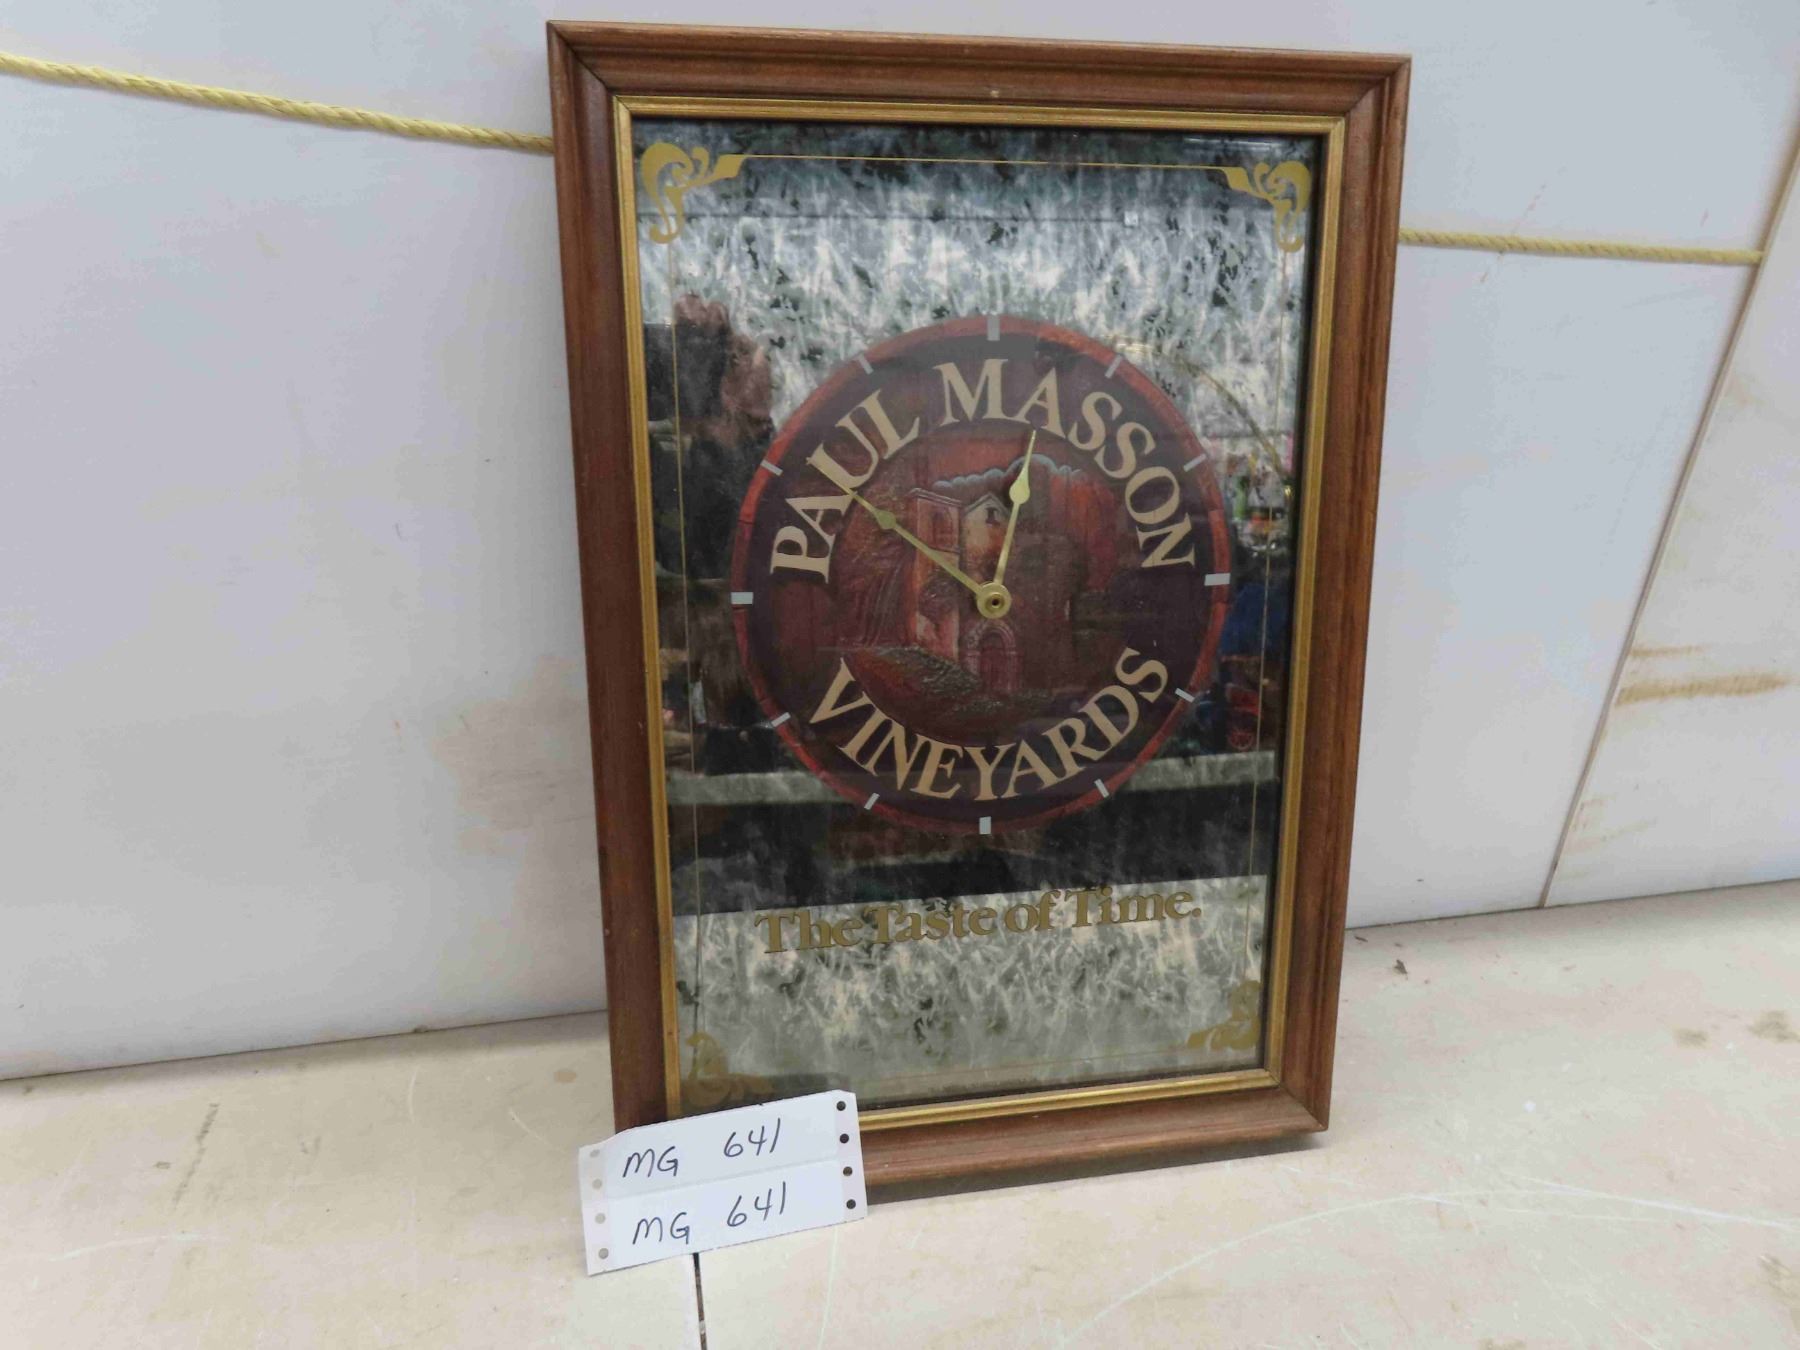 PAUL MASSON
VINEYARDS
The Taste of Time.
MG 641
MG 641